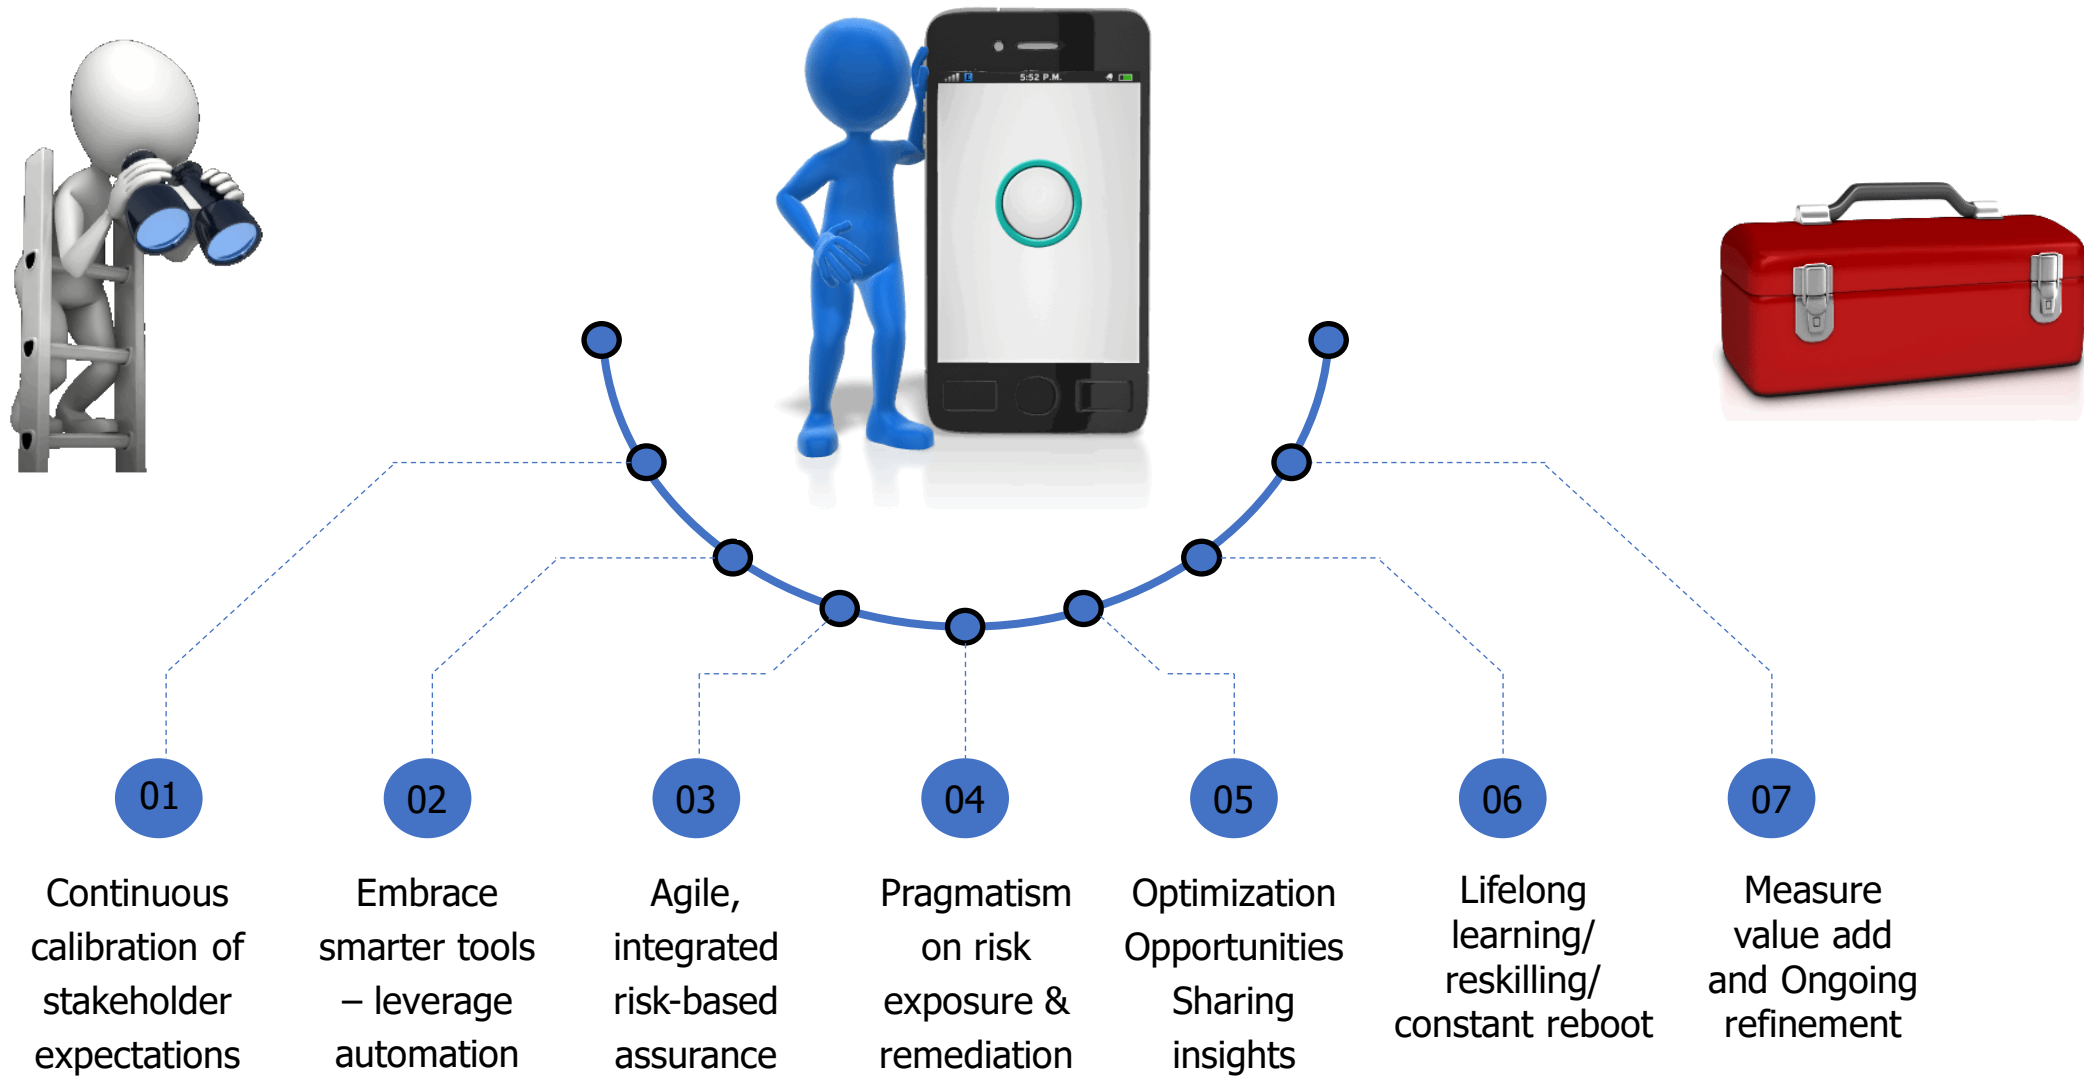 5:52 P.M.
01
02
03
04
05
06
07
Continuous
calibration of
stakeholder
expectations
Embrace
smarter tools
– leverage
automation
Agile,
integrated
risk-based
assurance
Pragmatism
on risk
exposure &
remediation
Optimization
Opportunities
Sharing
insights
Lifelong
learning/
reskilling/
constant reboot
Measure
value add
and Ongoing
refinement